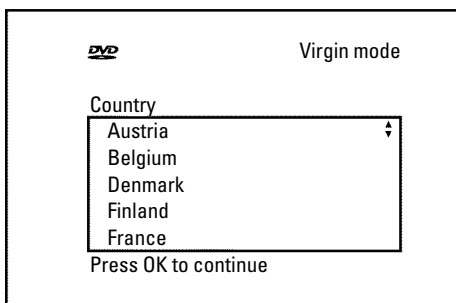 DVD Virgin mode
Country
Austria
Belgium
Denmark
Finland
France
Press OK to continue